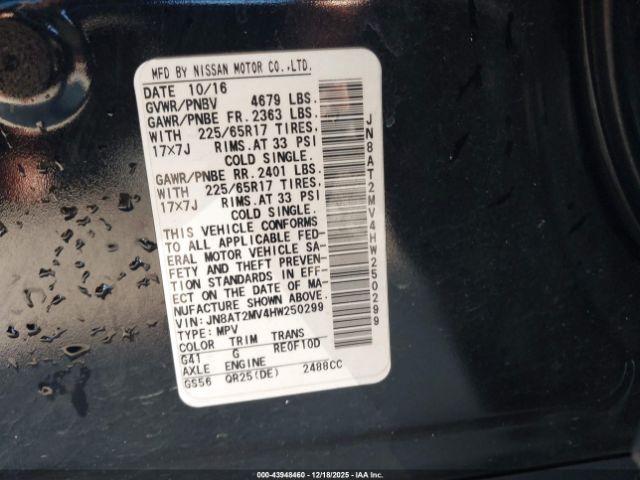 MFD BY NISSAN MOTOR CO.,LTD.
DATE 10/16
GVWR/PNBV 4679 LBS.
GAWR/PNBE FR. 2363 LBS.
WITH 225/65R17 TIRES.
17×7J RIMS.AT 33 PSI
COLD SINGLE.
GAWR/PNBE RR. 2401 LBS.
WITH 225/65R17 TIRES.
17×7J RIMS.AT 33 PSI
COLD SINGLE.
THIS VEHICLE CONFORMS
TO ALL APPLICABLE FED-
ERAL MOTOR VEHICLE SA-
FETY AND THEFT PREVEN-
TION STANDARDS IN EFF-
ECT ON THE DATE OF MA-
NUFACTURE SHOWN ABOVE.
VIN: JN8AT2MV4HW250299
TYPE: MPV
COLOR TRIM TRANS
G41 G RE0F10D
AXLE ENGINE
GS56 QR25(DE) 2488CC
JN8AT2MV4HW250299
000-43948460 - 12/18/2025 - IAA Inc.